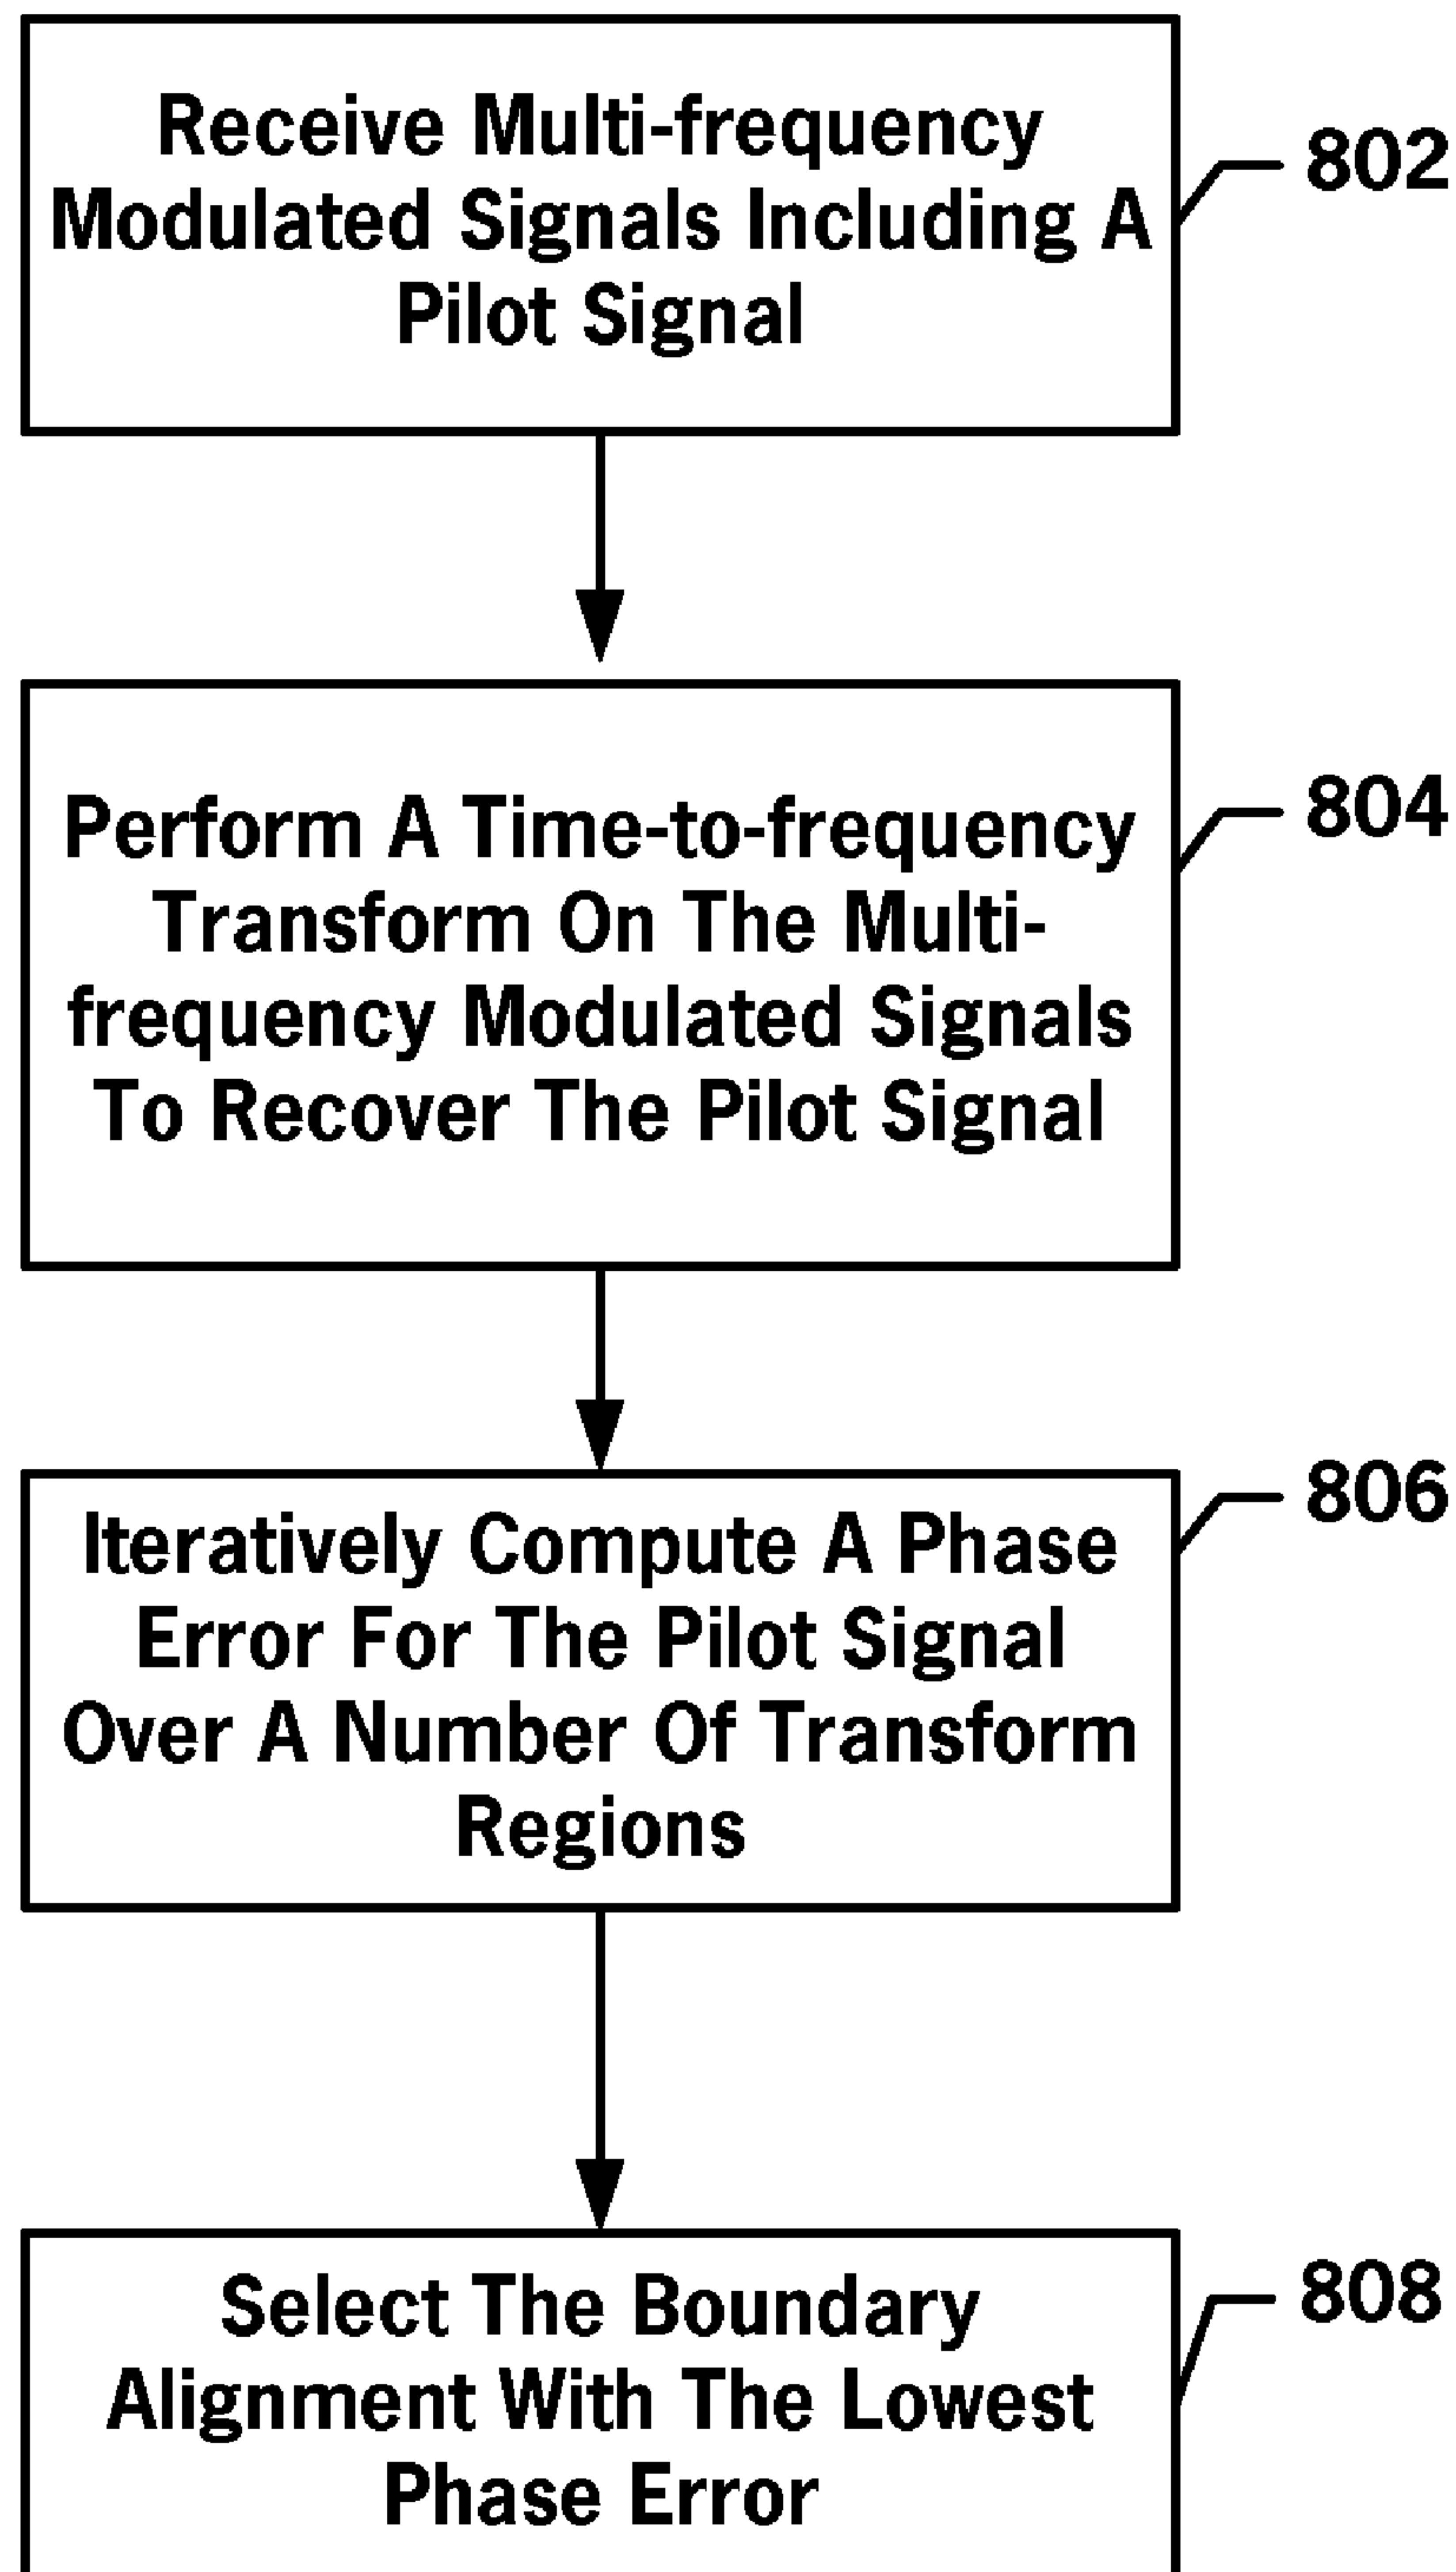 Receive Multi-frequency
Modulated Signals Including A
Pilot Signal
802
Perform A Time-to-frequency
Transform On The Multi-
frequency Modulated Signals
To Recover The Pilot Signal
804
Iteratively Compute A Phase
Error For The Pilot Signal
Over A Number Of Transform
Regions
806
Select The Boundary
Alignment With The Lowest
Phase Error
808